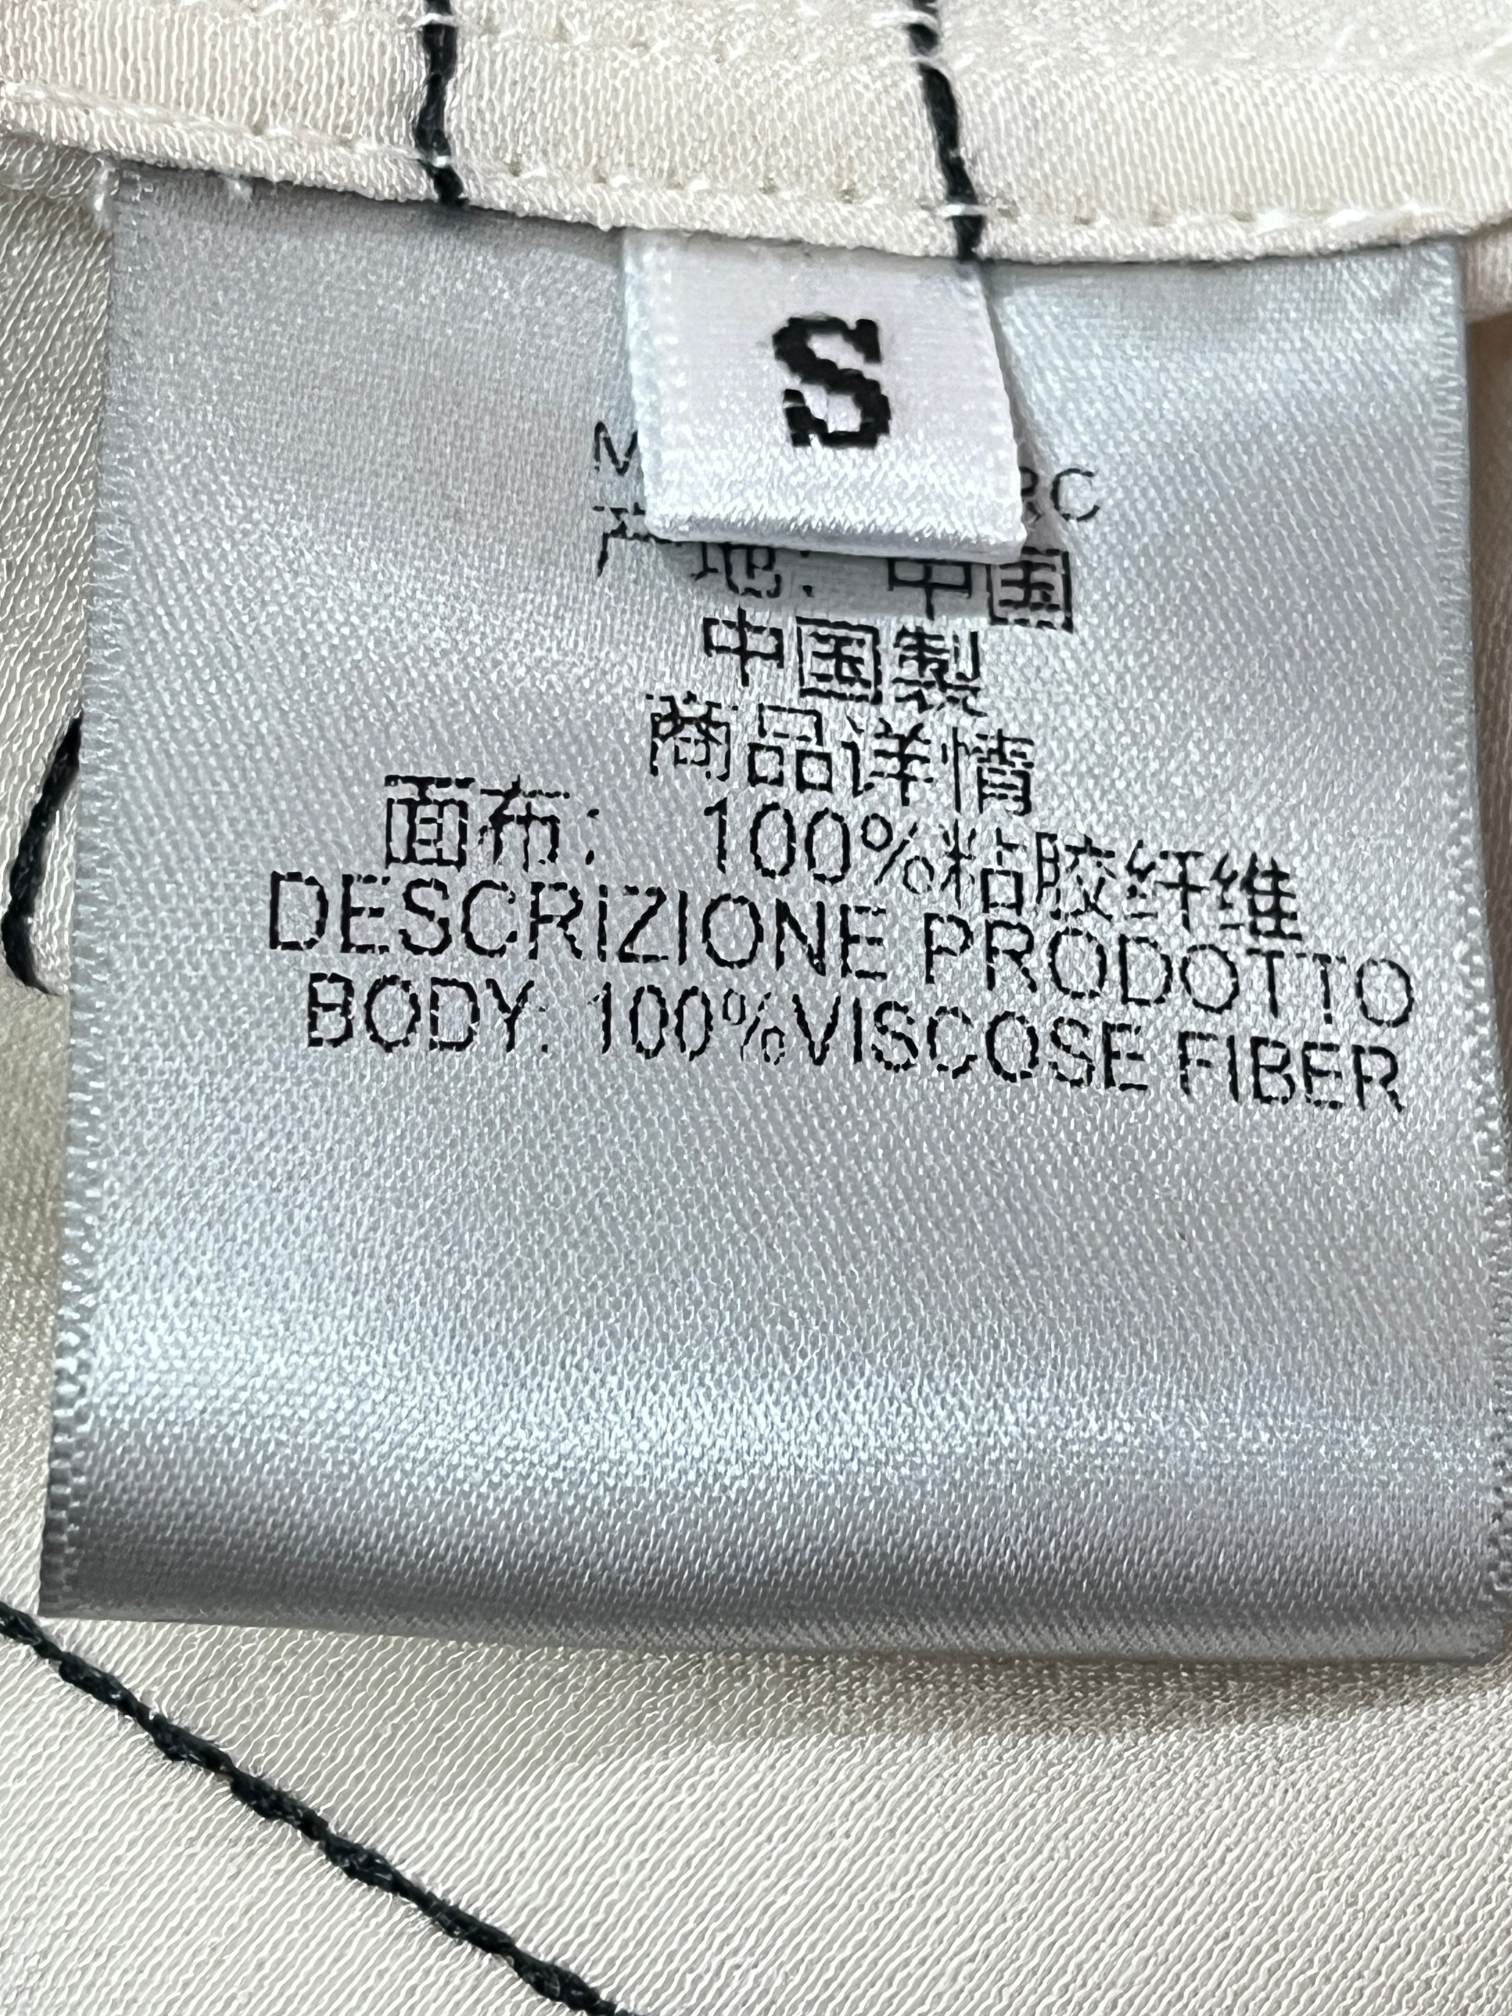 S
产地：中国
中国製
商品详情
面布： 100%粘胶纤维
DESCRiZIONE PRODOTTO
BODY: 100%VISCOSE FIBER